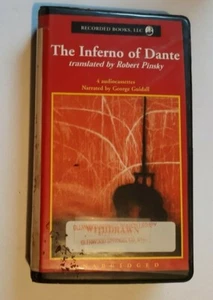 RECORDED BOOKS, LLC
The Inferno of Dante
translated by Robert Pinsky
4 audiocassettes
Narrated by George Guidall
WITHDRAWN
UNABRIDGED